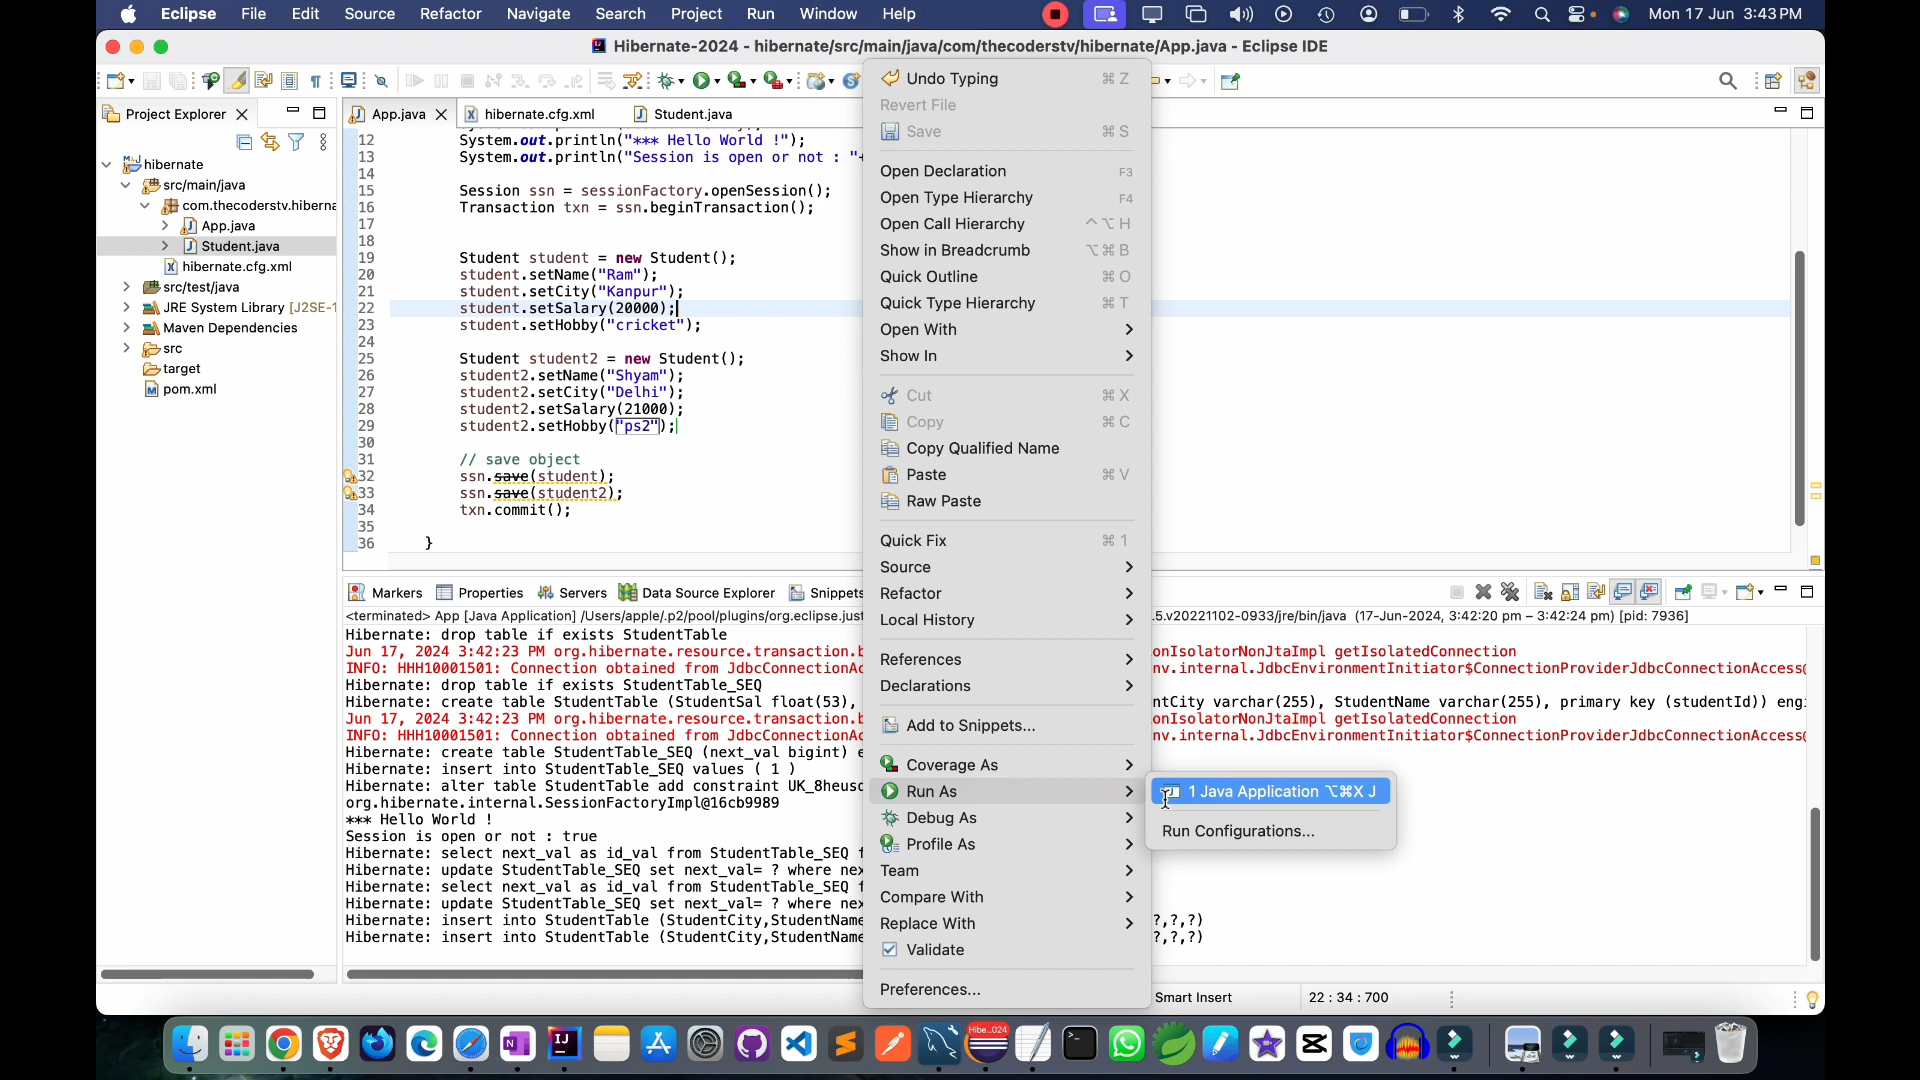 Eclipse File Edit Source Refactor Navigate Search Project Run Window Help Mon 17 Jun 3:43 PM
Hibernate-2024 - hibernate/src/main/java/com/thecoderstv/hibernate/App.java - Eclipse IDE
Project Explorer
hibernate
src/main/java
com.thecoderstv.hiberna
App.java
Student.java
hibernate.cfg.xml
src/test/java
JRE System Library [J2SE-1
Maven Dependencies
src
target
pom.xml
App.java hibernate.cfg.xml Student.java
12 System.out.println("*** Hello World !");
13 System.out.println("Session is open or not : "+
14
15 Session ssn = sessionFactory.openSession();
16 Transaction txn = ssn.beginTransaction();
17
18
19 Student student = new Student();
20 student.setName("Ram");
21 student.setCity("Kanpur");
22 student.setSalary(20000);
23 student.setHobby("cricket");
24
25 Student student2 = new Student();
26 student2.setName("Shyam");
27 student2.setCity("Delhi");
28 student2.setSalary(21000);
29 student2.setHobby("ps2");
30
31 // save object
32 ssn.save(student);
33 ssn.save(student2);
34 txn.commit();
35
36 }
Undo Typing ⌘ Z
Revert File
Save ⌘ S
Open Declaration F3
Open Type Hierarchy F4
Open Call Hierarchy ^⌥ H
Show in Breadcrumb ⌥⌘ B
Quick Outline ⌘ O
Quick Type Hierarchy ⌘ T
Open With
Show In
Cut ⌘ X
Copy ⌘ C
Copy Qualified Name
Paste ⌘ V
Raw Paste
Quick Fix ⌘ 1
Source
Refactor
Local History
References
Declarations
Add to Snippets...
Coverage As
Run As
Debug As
Profile As
Team
Compare With
Replace With
Validate
Preferences...
1 Java Application ⌥⌘X J
Run Configurations...
Markers Properties Servers Data Source Explorer Snippets
<terminated> App [Java Application] /Users/apple/.p2/pool/plugins/org.eclipse.just .5.v20221102-0933/jre/bin/java (17-Jun-2024, 3:42:20 pm – 3:42:24 pm) [pid: 7936]
Hibernate: drop table if exists StudentTable
Jun 17, 2024 3:42:23 PM org.hibernate.resource.transaction.b onIsolatorNonJtaImpl getIsolatedConnection
INFO: HHH10001501: Connection obtained from JdbcConnectionAc nv.internal.JdbcEnvironmentInitiator$ConnectionProviderJdbcConnectionAccess@
Hibernate: drop table if exists StudentTable_SEQ
Hibernate: create table StudentTable (StudentSal float(53), ntCity varchar(255), StudentName varchar(255), primary key (studentId)) engi
Jun 17, 2024 3:42:23 PM org.hibernate.resource.transaction.b onIsolatorNonJtaImpl getIsolatedConnection
INFO: HHH10001501: Connection obtained from JdbcConnectionAc nv.internal.JdbcEnvironmentInitiator$ConnectionProviderJdbcConnectionAccess@
Hibernate: create table StudentTable_SEQ (next_val bigint) e
Hibernate: insert into StudentTable_SEQ values ( 1 )
Hibernate: alter table StudentTable add constraint UK_8heusc
org.hibernate.internal.SessionFactoryImpl@16cb9989
*** Hello World !
Session is open or not : true
Hibernate: select next_val as id_val from StudentTable_SEQ f
Hibernate: update StudentTable_SEQ set next_val= ? where nex
Hibernate: select next_val as id_val from StudentTable_SEQ f
Hibernate: update StudentTable_SEQ set next_val= ? where nex
Hibernate: insert into StudentTable (StudentCity,StudentName ?,?,?)
Hibernate: insert into StudentTable (StudentCity,StudentName ?,?,?)
Smart Insert 22 : 34 : 700